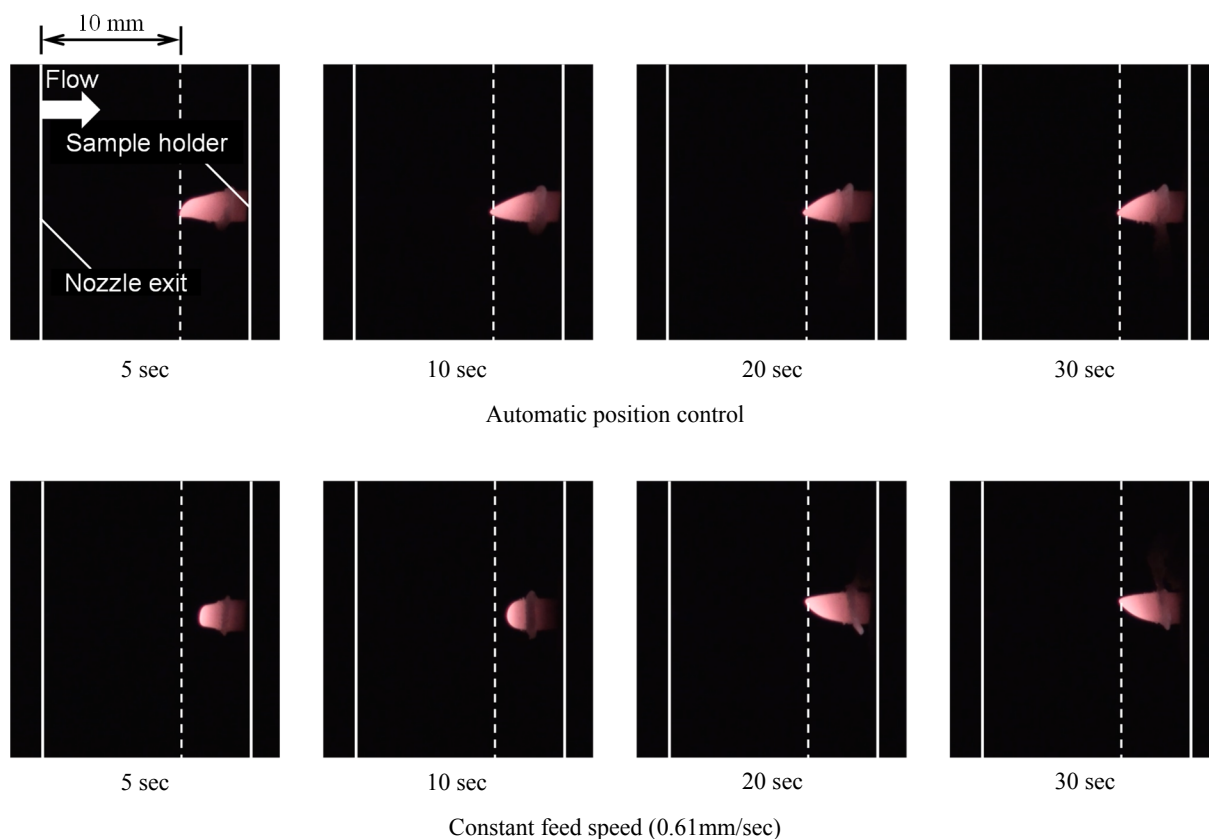 10 mm
Flow
Sample holder
Nozzle exit
5 sec
10 sec
20 sec
30 sec
Automatic position control
5 sec
10 sec
20 sec
30 sec
Constant feed speed (0.61mm/sec)